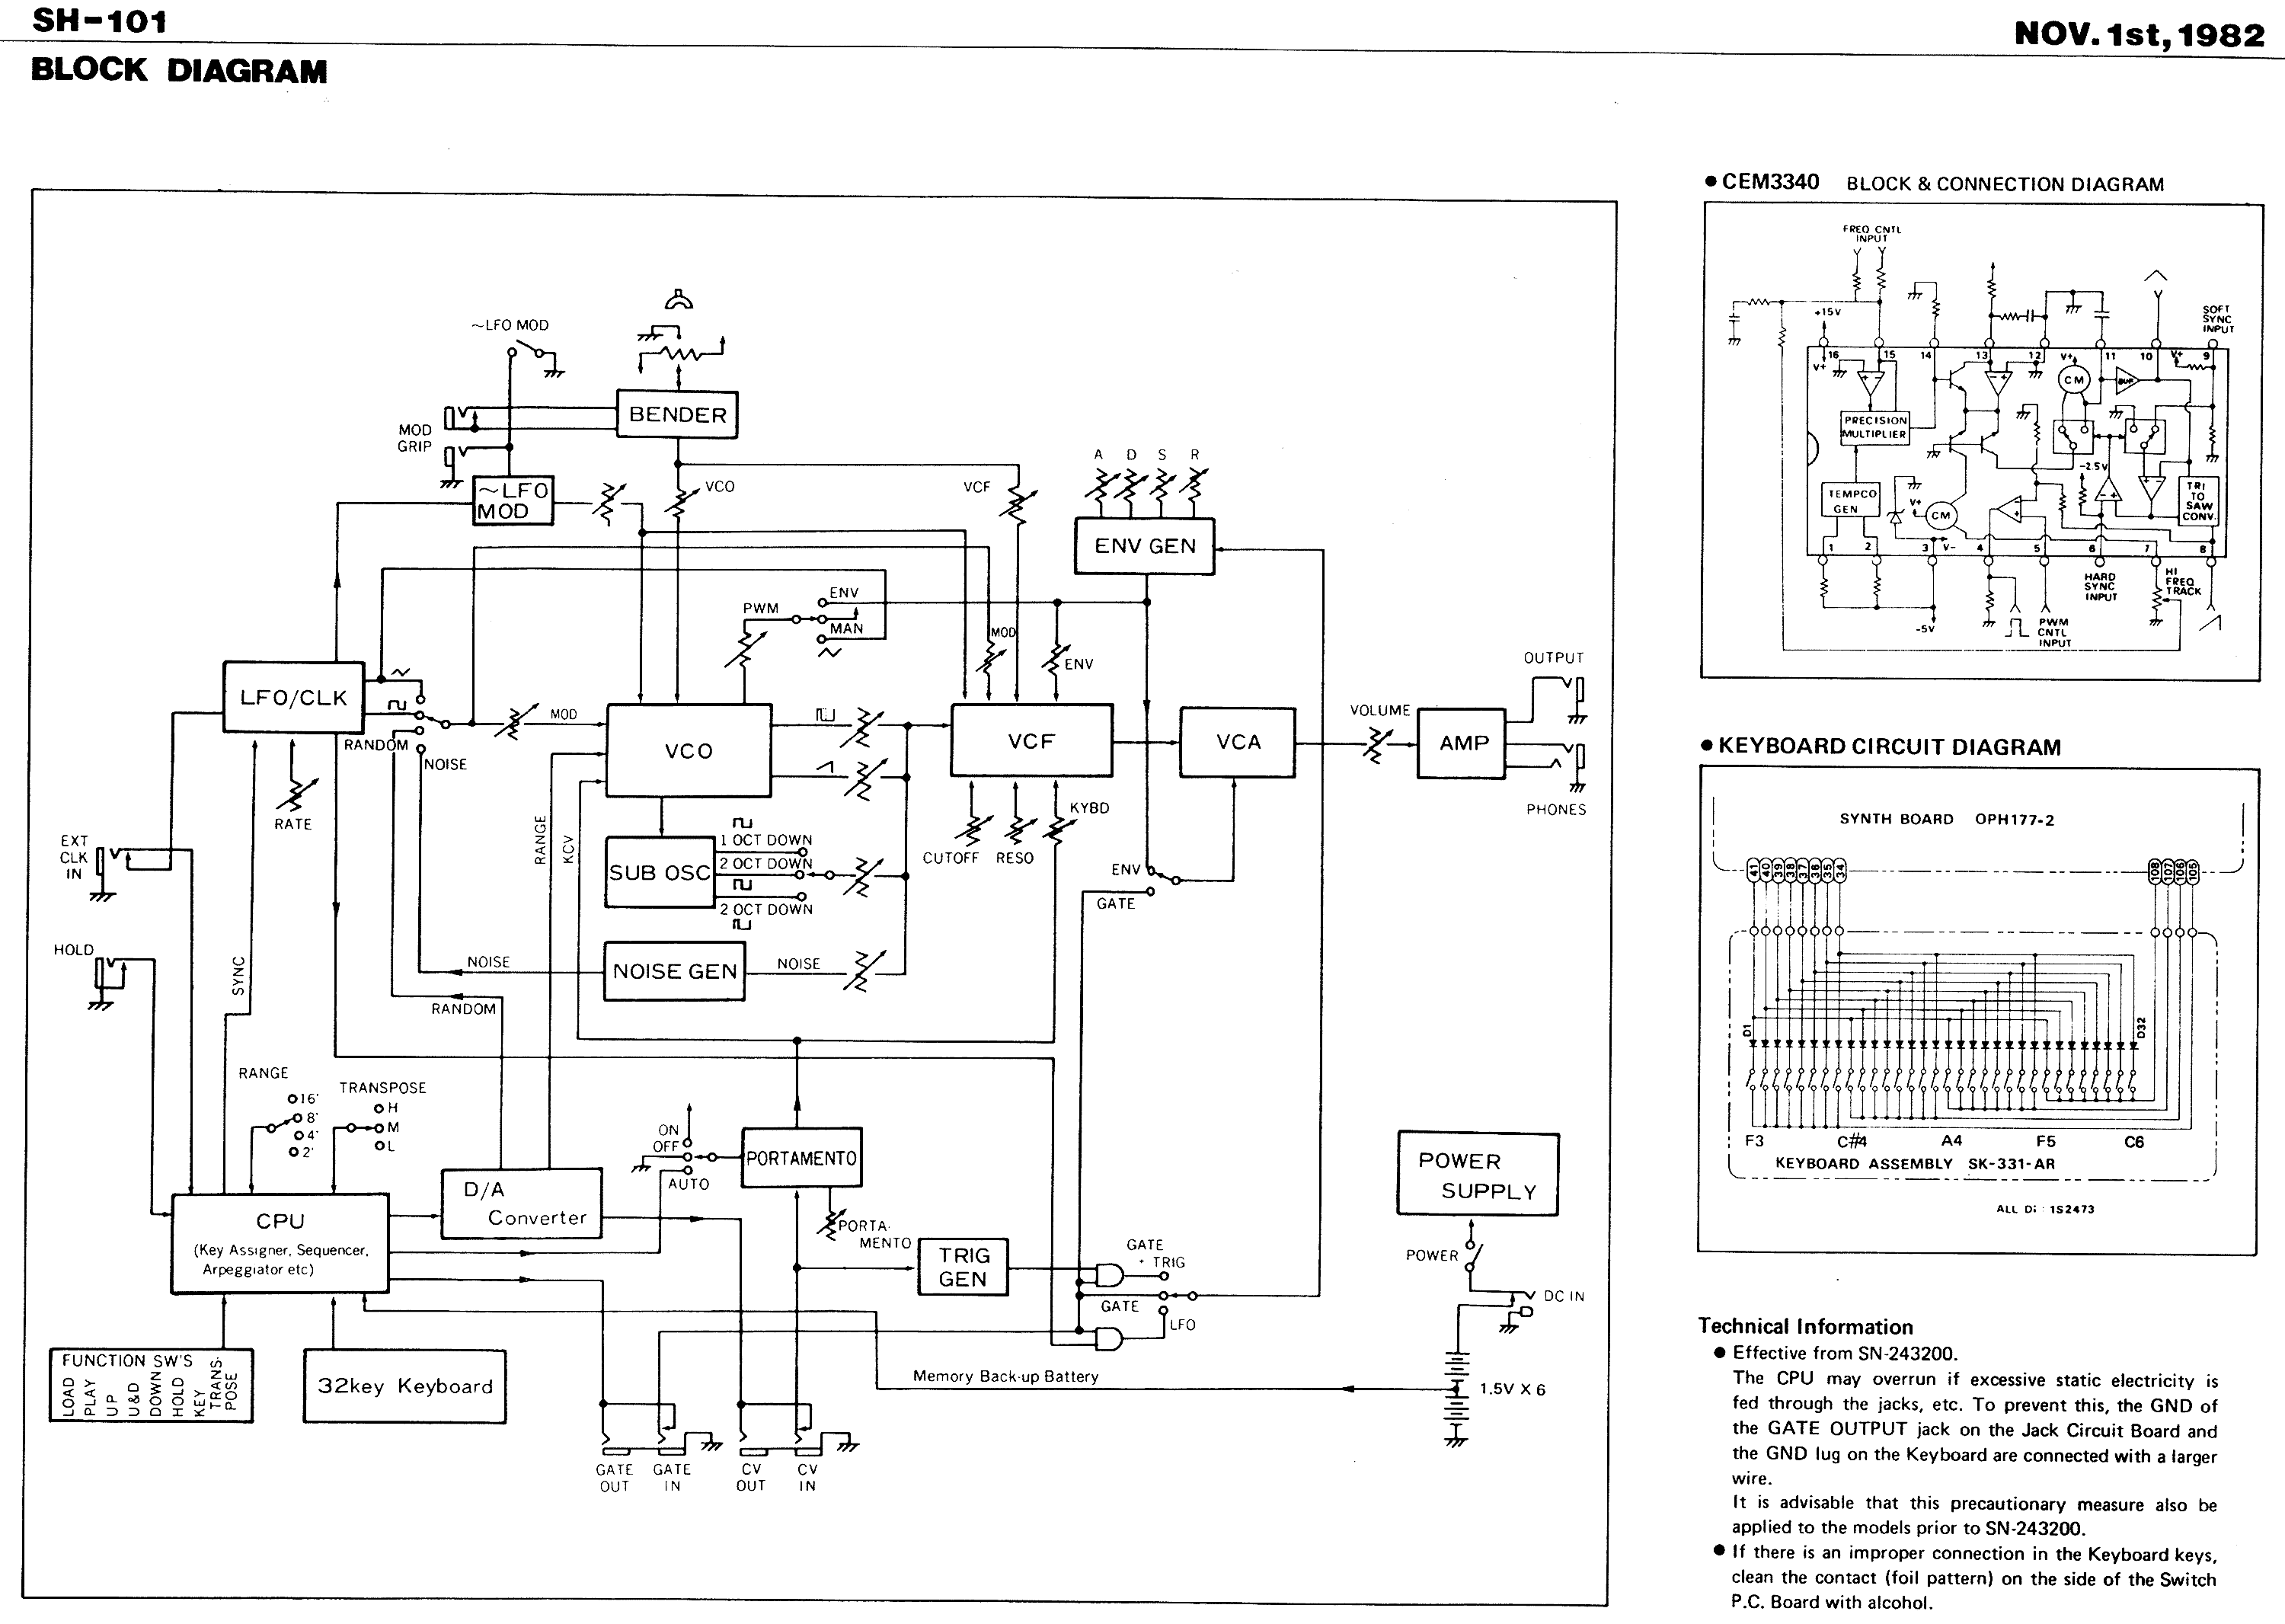 SH-101
NOV. 1st, 1982
BLOCK DIAGRAM
~LFO MOD
BENDER
MOD
GRIP
~LFO
MOD
VCO
VCF
A D S R
ENV GEN
PWM
ENV
MAN
MOD
ENV
LFO/CLK
RANDOM
NOISE
MOD
VCO
VCF
VCA
VOLUME
AMP
OUTPUT
PHONES
RATE
EXT
CLK
IN
HOLD
SYNC
RANGE
KCV
SUB OSC
1 OCT DOWN
2 OCT DOWN
2 OCT DOWN
CUTOFF
RESO
KYBD
ENV
GATE
NOISE
NOISE GEN
NOISE
RANDOM
RANGE
16'
8'
4'
2'
TRANSPOSE
H
M
L
ON
OFF
AUTO
PORTAMENTO
PORTA-
MENTO
CPU
(Key Assigner, Sequencer,
Arpeggiator etc)
D/A
Converter
TRIG
GEN
GATE
+ TRIG
GATE
LFO
POWER
SUPPLY
POWER
DC IN
1.5V X 6
Memory Back-up Battery
FUNCTION SW'S
LOAD
PLAY
UP
U&D
DOWN
HOLD
KEY
TRANS-
POSE
32key Keyboard
GATE
OUT
GATE
IN
CV
OUT
CV
IN
● CEM3340 BLOCK & CONNECTION DIAGRAM
FREQ CNTL
INPUT
+15V
SOFT
SYNC
INPUT
16 15 14 13 12 11 10 9
V+
V+
V+
CM
BUF
PRECISION
MULTIPLIER
-2.5V
TEMPCO
GEN
V+
CM
TRI
TO
SAW
CONV.
V-
1 2 3 4 5 6 7 8
-5V
PWM
CNTL
INPUT
HARD
SYNC
INPUT
HI
FREQ
TRACK
● KEYBOARD CIRCUIT DIAGRAM
SYNTH BOARD OPH177-2
41 40 39 38 37 36 35 34
108 107 106 105
D1
D32
F3 C#4 A4 F5 C6
KEYBOARD ASSEMBLY SK-331-AR
ALL Di : 1S2473
Technical Information
● Effective from SN-243200.
The CPU may overrun if excessive static electricity is
fed through the jacks, etc. To prevent this, the GND of
the GATE OUTPUT jack on the Jack Circuit Board and
the GND lug on the Keyboard are connected with a larger
wire.
It is advisable that this precautionary measure also be
applied to the models prior to SN-243200.
● If there is an improper connection in the Keyboard keys,
clean the contact (foil pattern) on the side of the Switch
P.C. Board with alcohol.